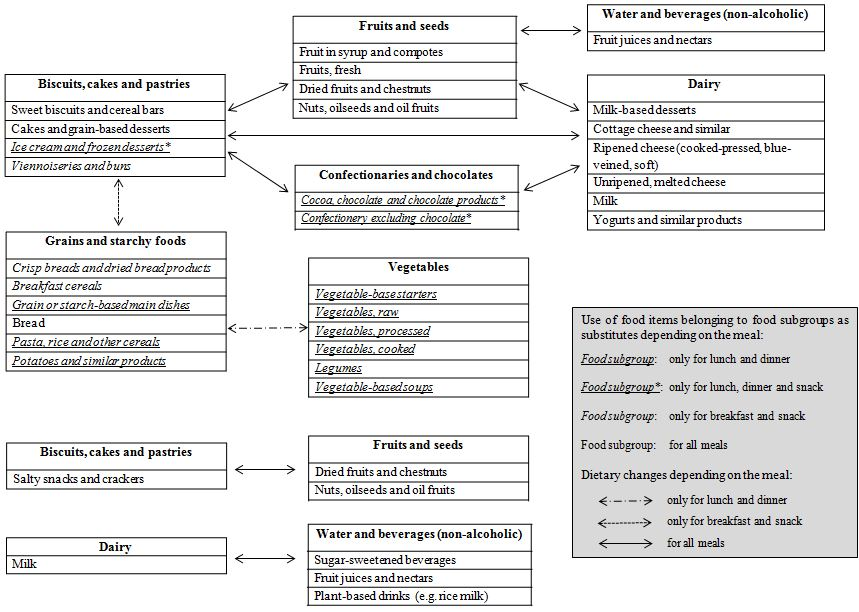 Fruits and seeds
Fruit in syrup and compotes
Fruits, fresh
Dried fruits and chestnuts
Nuts, oilseeds and oil fruits
Water and beverages (non-alcoholic)
Fruit juices and nectars
Biscuits, cakes and pastries
Sweet biscuits and cereal bars
Cakes and grain-based desserts
Ice cream and frozen desserts*
Viennoiseries and buns
Dairy
Milk-based desserts
Cottage cheese and similar
Ripened cheese (cooked-pressed, blue-
veined, soft)
Unripened, melted cheese
Milk
Yogurts and similar products
Confectionaries and chocolates
Cocoa, chocolate and chocolate products*
Confectionery excluding chocolate*
Grains and starchy foods
Crisp breads and dried bread products
Breakfast cereals
Grain or starch-based main dishes
Bread
Pasta, rice and other cereals
Potatoes and similar products
Vegetables
Vegetable-base starters
Vegetables, raw
Vegetables, processed
Vegetables, cooked
Legumes
Vegetable-based soups
Use of food items belonging to food subgroups as
substitutes depending on the meal:
Food subgroup: only for lunch and dinner
Food subgroup*: only for lunch, dinner and snack
Food subgroup: only for breakfast and snack
Food subgroup: for all meals
Dietary changes depending on the meal:
only for lunch and dinner
only for breakfast and snack
for all meals
Biscuits, cakes and pastries
Salty snacks and crackers
Fruits and seeds
Dried fruits and chestnuts
Nuts, oilseeds and oil fruits
Dairy
Milk
Water and beverages (non-alcoholic)
Sugar-sweetened beverages
Fruit juices and nectars
Plant-based drinks (e.g. rice milk)